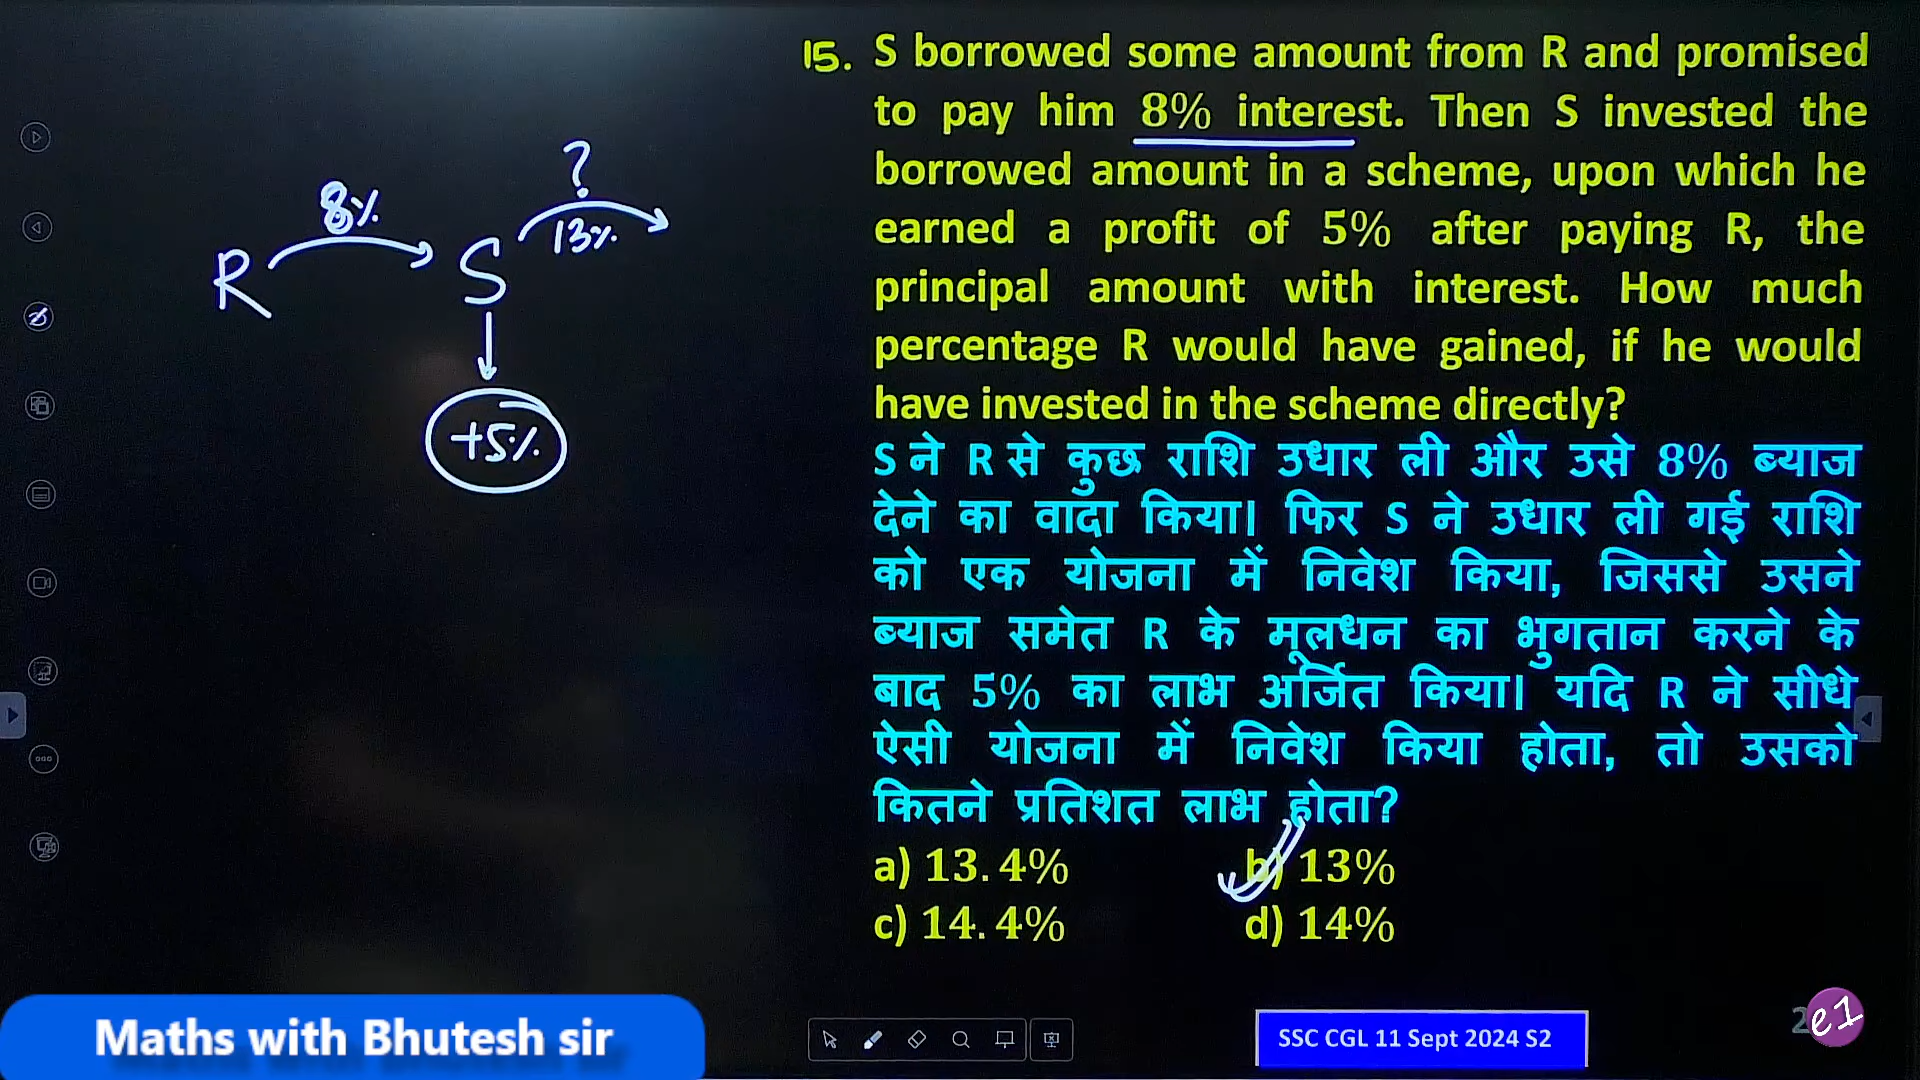 15. S borrowed some amount from R and promised
to pay him 8% interest. Then S invested the
borrowed amount in a scheme, upon which he
earned a profit of 5% after paying R, the
principal amount with interest. How much
percentage R would have gained, if he would
have invested in the scheme directly?
S ने R से कुछ राशि उधार ली और उसे 8% ब्याज
देने का वादा किया। फिर S ने उधार ली गई राशि
को एक योजना में निवेश किया, जिससे उसने
ब्याज समेत R के मूलधन का भुगतान करने के
बाद 5% का लाभ अर्जित किया। यदि R ने सीधे
ऐसी योजना में निवेश किया होता, तो उसको
कितने प्रतिशत लाभ होता?
a) 13.4% b) 13%
c) 14.4% d) 14%
?
8% 13%
R S
+5%
Maths with Bhutesh sir
SSC CGL 11 Sept 2024 S2
2
e1